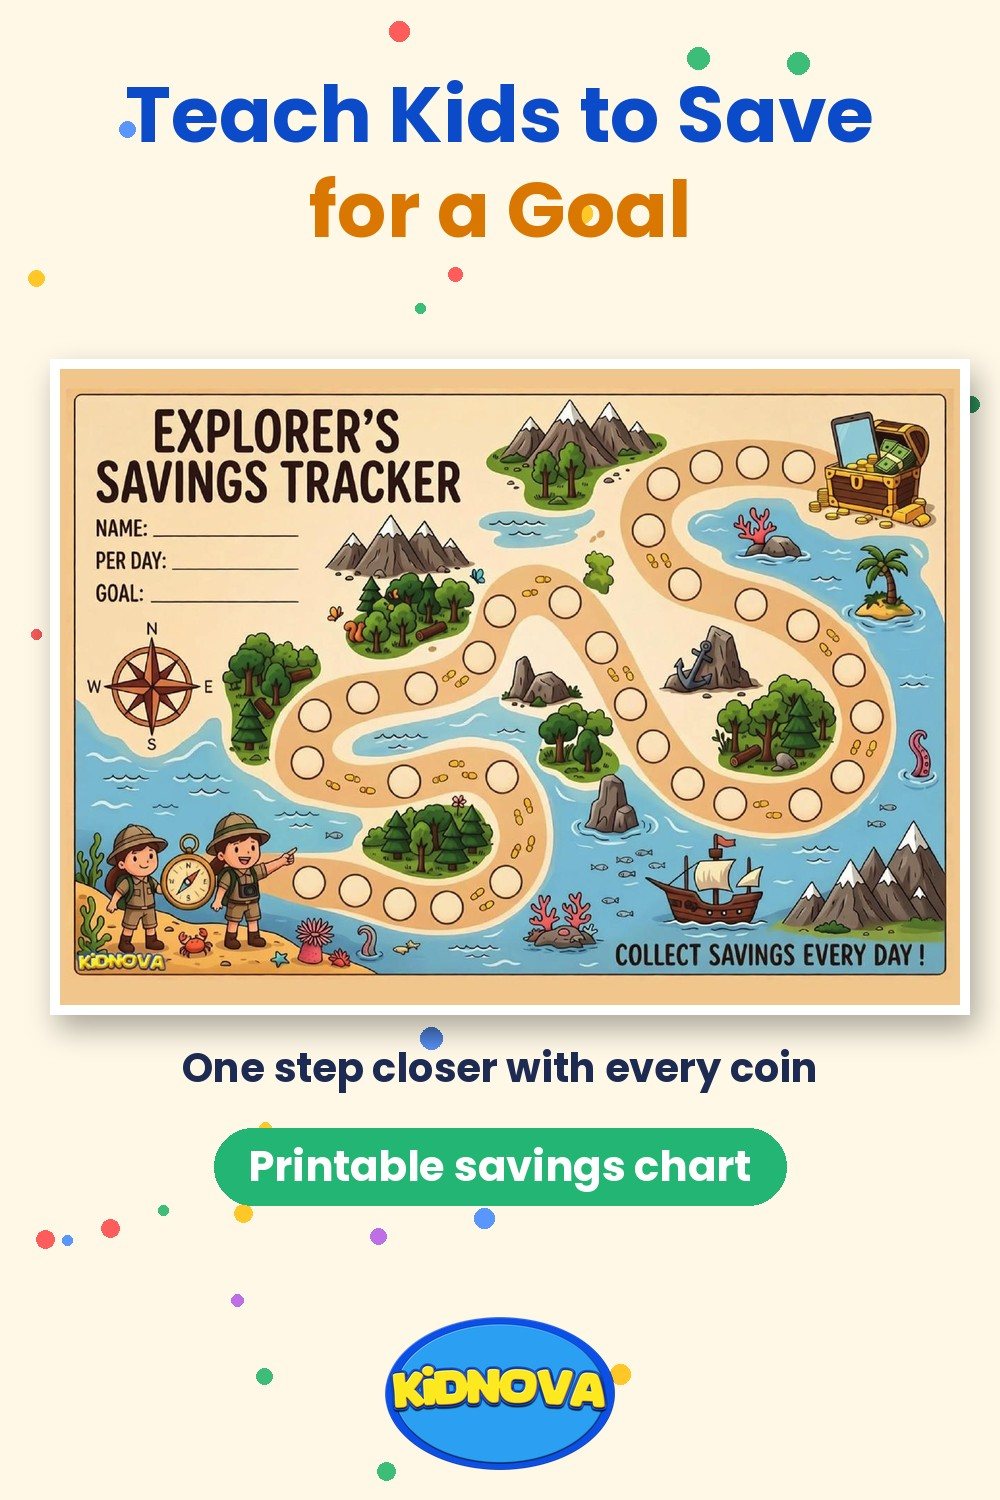 Teach Kids to Save
for a Goal
EXPLORER'S
SAVINGS TRACKER
NAME:
PER DAY:
GOAL:
N
W E
S
N
S
KiDNOVA
COLLECT SAVINGS EVERY DAY !
One step closer with every coin
Printable savings chart
KiDNOVA